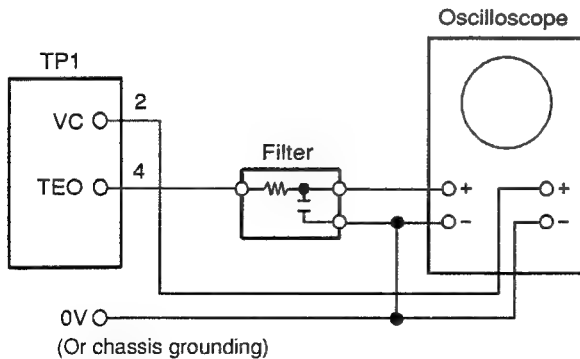 Oscilloscope
TP1
2
VC
Filter
4
TEO
+
+
−
−
0V
(Or chassis grounding)